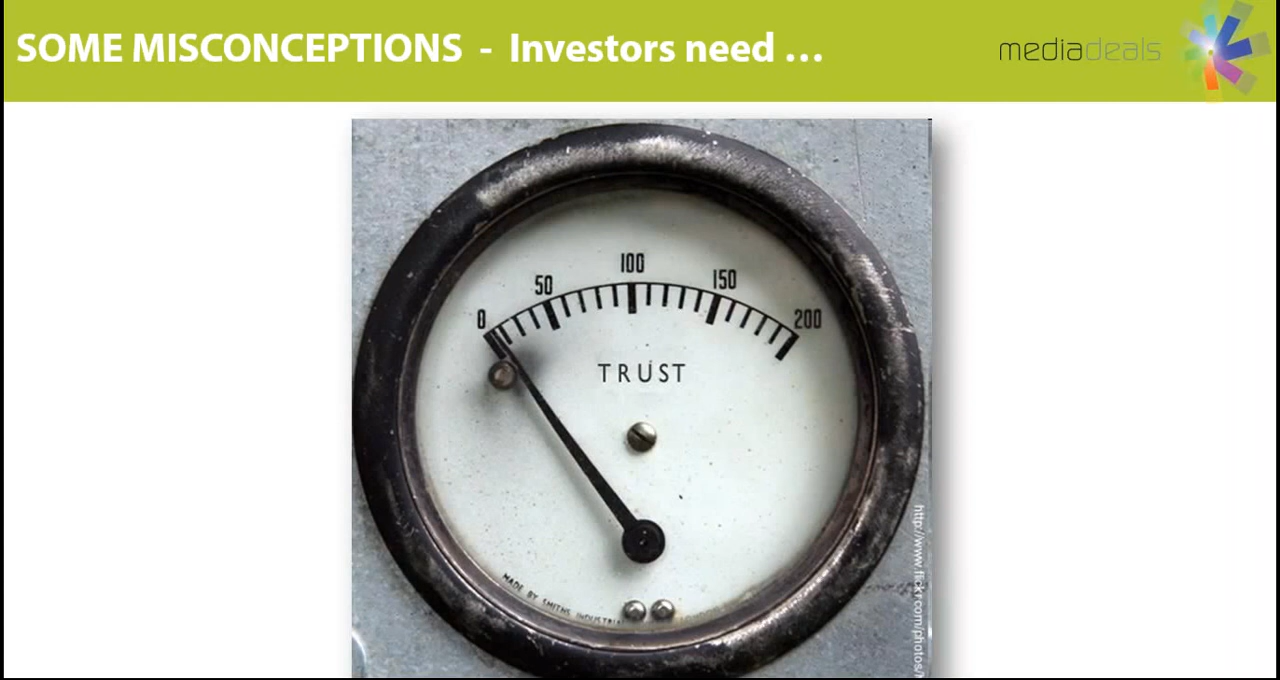 SOME MISCONCEPTIONS - Investors need ...
mediadeals
0
50
100
150
200
TRUST
MADE BY SMITHS INDUSTRI
http://www.flickr.com/photos/